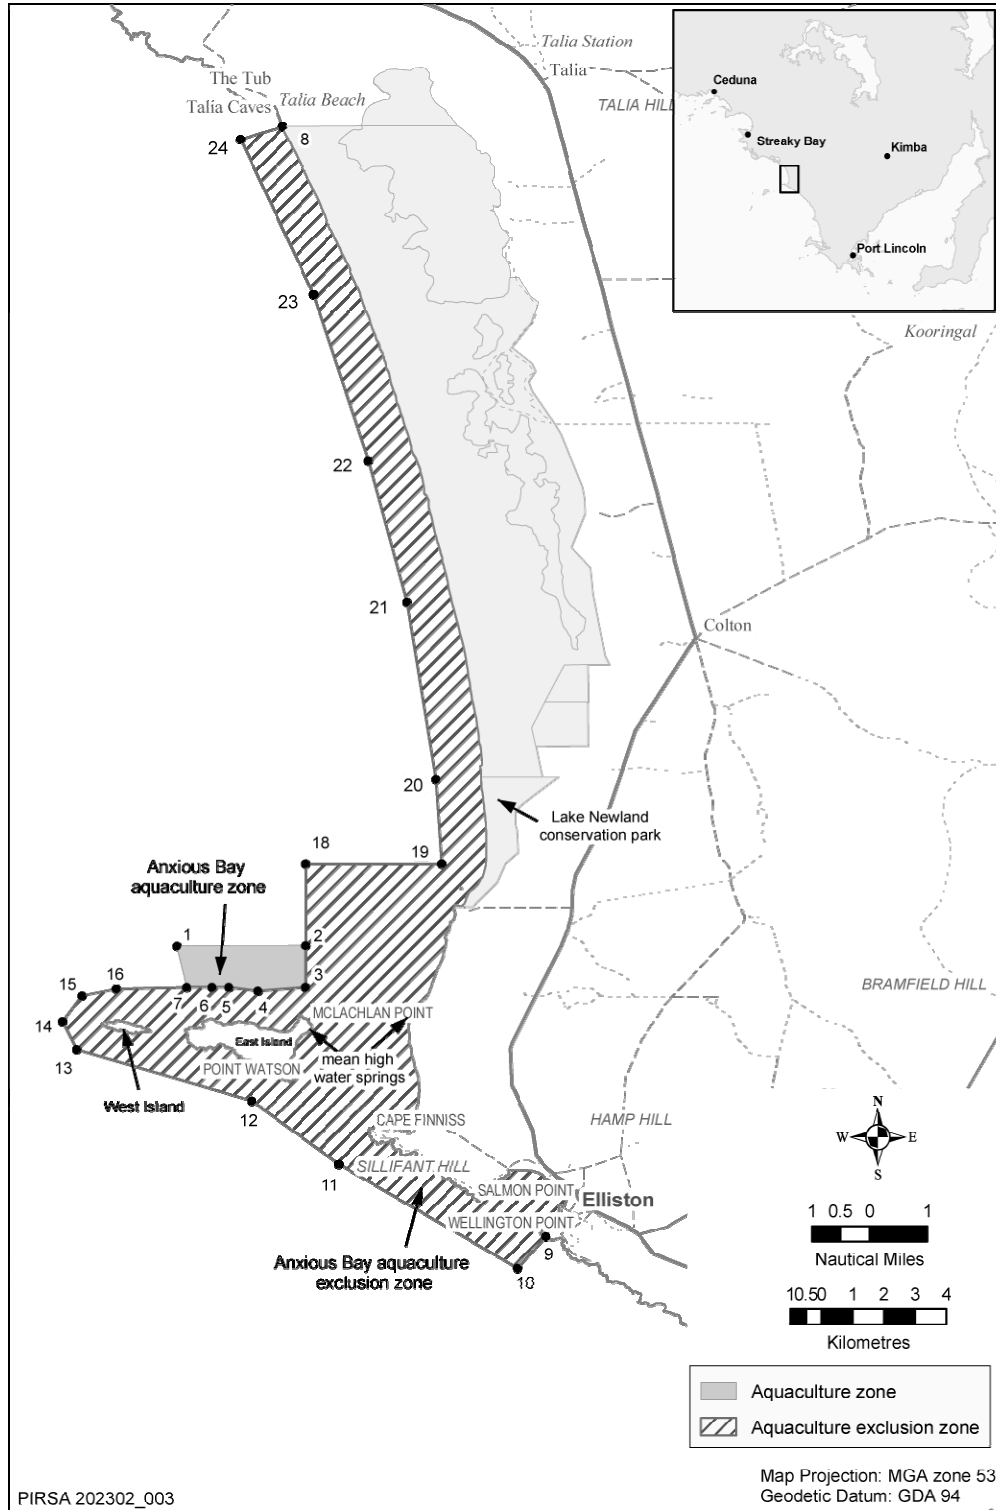 Talia Station
Talia
The Tub
Talia Caves
Talia Beach
TALIA HILL
24
8
Ceduna
Streaky Bay
Kimba
Port Lincoln
23
Kooringal
22
21
Colton
20
Lake Newland
conservation park
18
19
Anxious Bay
aquaculture zone
1
2
3
15
16
7
6
5
4
BRAMFIELD HILL
14
MCLACHLAN POINT
East Island
13
mean high
water springs
POINT WATSON
West Island
12
CAPE FINNISS
HAMP HILL
11
SILLIFANT HILL
SALMON POINT
Elliston
WELLINGTON POINT
9
Anxious Bay aquaculture
exclusion zone
10
N
W
E
S
1 0.5 0 1
Nautical Miles
10.50 1 2 3 4
Kilometres
Aquaculture zone
Aquaculture exclusion zone
PIRSA 202302_003
Map Projection: MGA zone 53
Geodetic Datum: GDA 94